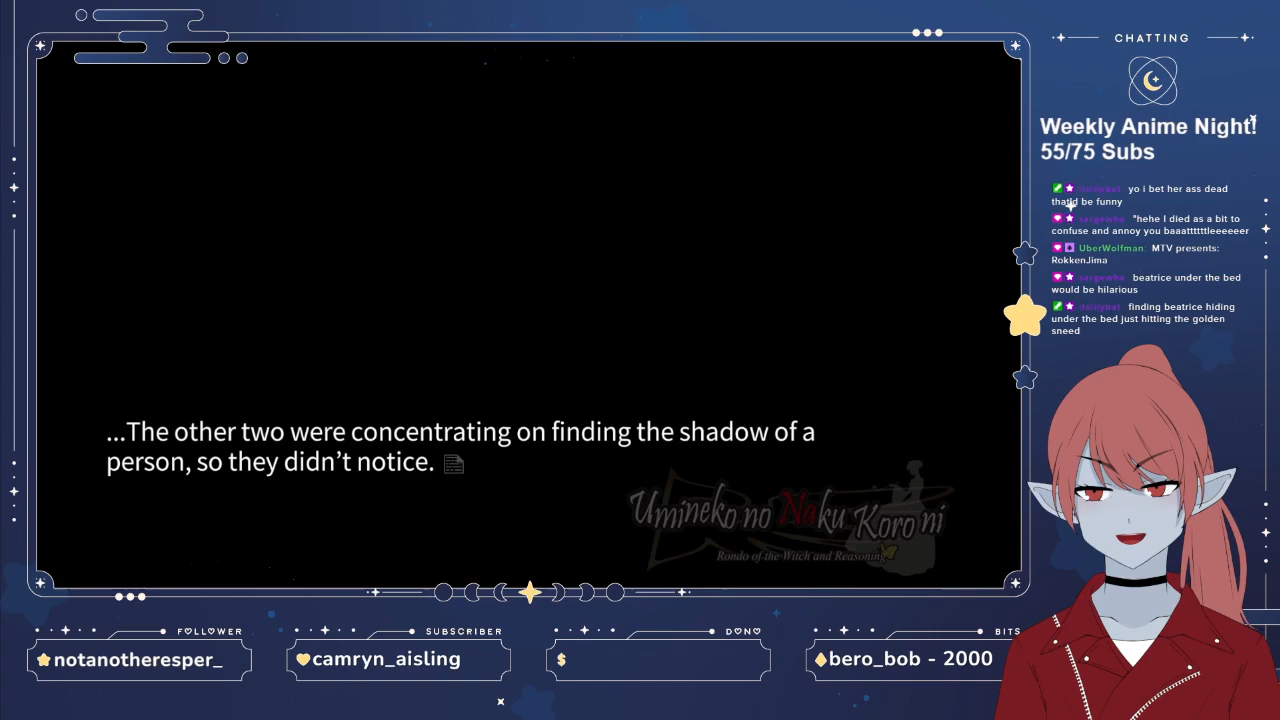 CHATTING
Weekly Anime Night!
55/75 Subs
yo i bet her ass dead
thatld be funny
"hehe I died as a bit to
confuse and annoy you baaattttttleeeeeer
UberWolfman: MTV presents:
RokkenJima
beatrice under the bed
would be hilarious
finding beatrice hiding
under the bed just hitting the golden
sneed
...The other two were concentrating on finding the shadow of a
person, so they didn't notice.
Umineko no Naku Koro ni
Rondo of the Witch and Reasoning
FOLLOWER
notanotheresper_
SUBSCRIBER
camryn_aisling
DONO
$
BITS
bero_bob - 2000